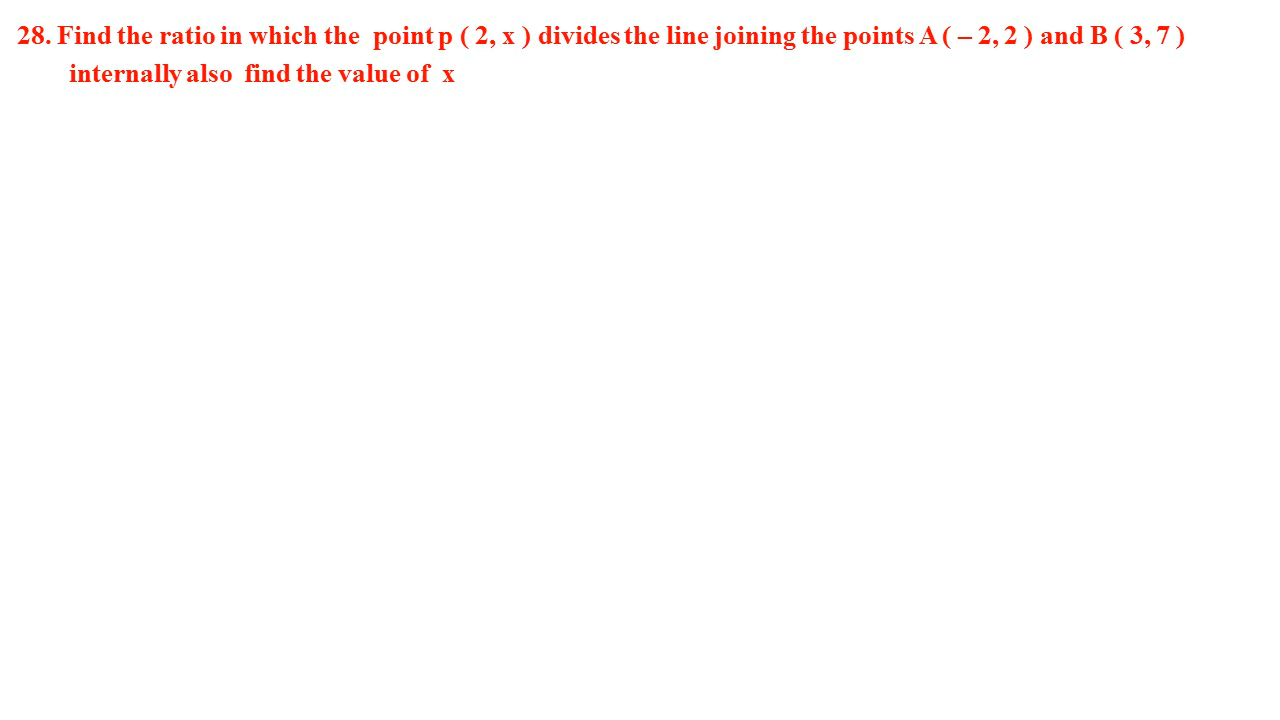 28. Find the ratio in which the point p ( 2, x ) divides the line joining the points A ( – 2, 2 ) and B ( 3, 7 )
internally also find the value of x